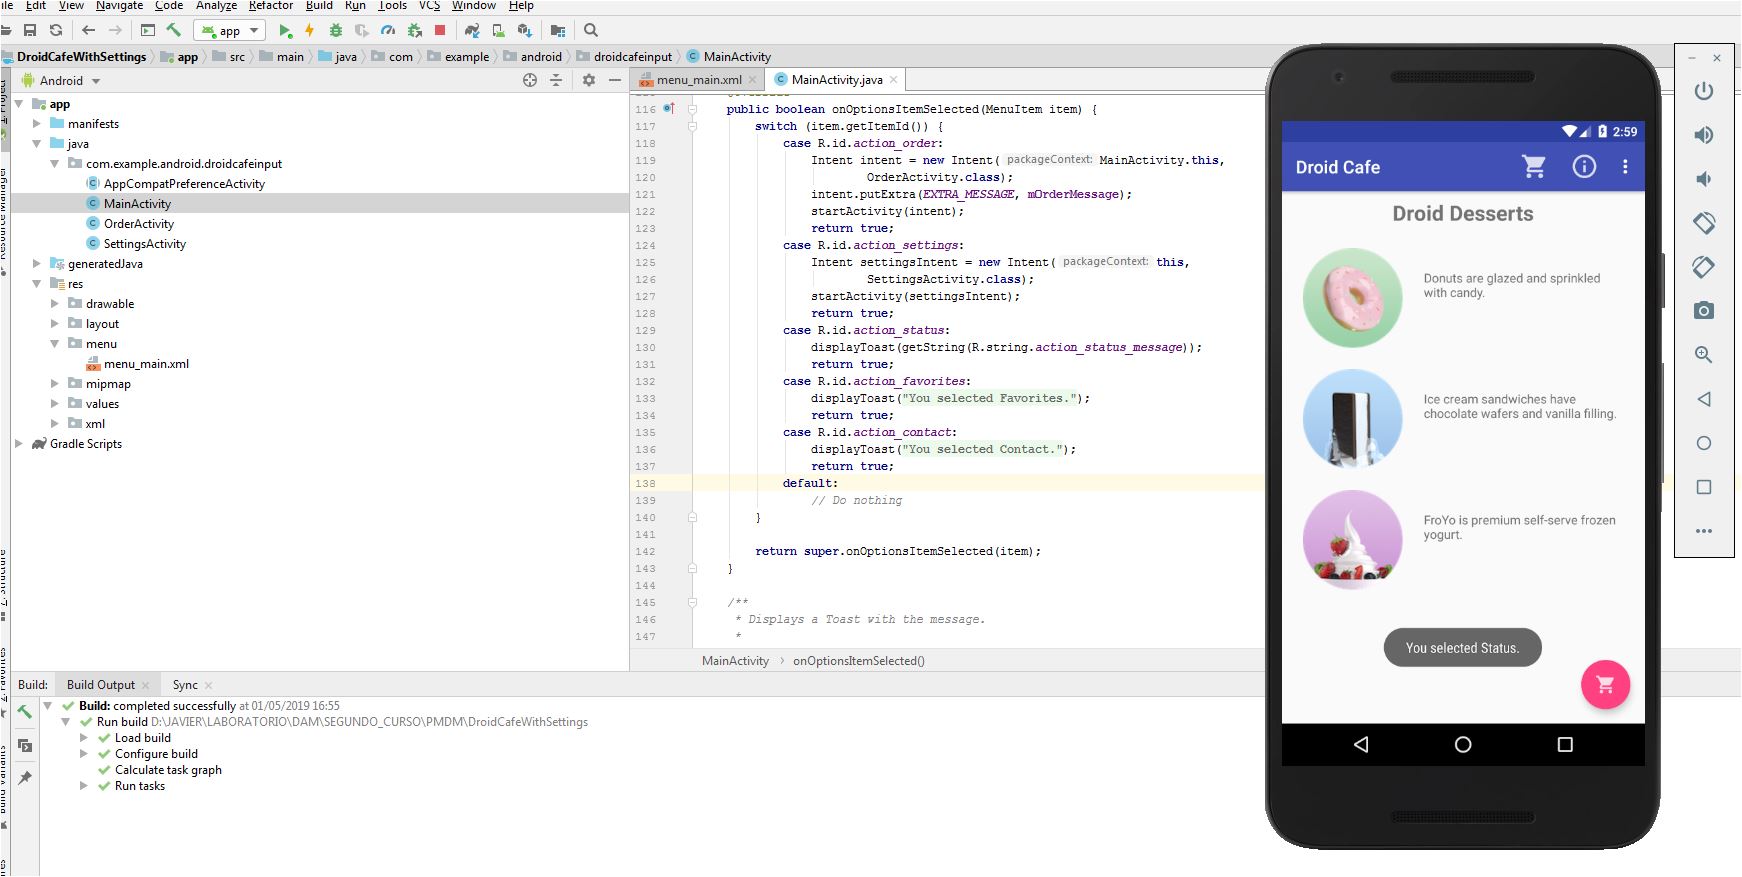 Edit View Navigate Code Analyze Refactor Build Run Tools VCS Window Help
app
DroidCafeWithSettings app src main java com example android droidcafeinput MainActivity
Android
app
manifests
java
com.example.android.droidcafeinput
AppCompatPreferenceActivity
MainActivity
OrderActivity
SettingsActivity
generatedJava
res
drawable
layout
menu
menu_main.xml
mipmap
values
xml
Gradle Scripts
menu_main.xml MainActivity.java
116 public boolean onOptionsItemSelected(MenuItem item) {
117 switch (item.getItemId()) {
118 case R.id.action_order:
119 Intent intent = new Intent( packageContext: MainActivity.this,
120 OrderActivity.class);
121 intent.putExtra(EXTRA_MESSAGE, mOrderMessage);
122 startActivity(intent);
123 return true;
124 case R.id.action_settings:
125 Intent settingsIntent = new Intent( packageContext: this,
126 SettingsActivity.class);
127 startActivity(settingsIntent);
128 return true;
129 case R.id.action_status:
130 displayToast(getString(R.string.action_status_message));
131 return true;
132 case R.id.action_favorites:
133 displayToast("You selected Favorites.");
134 return true;
135 case R.id.action_contact:
136 displayToast("You selected Contact.");
137 return true;
138 default:
139 // Do nothing
140 }
141
142 return super.onOptionsItemSelected(item);
143 }
144
145 /**
146 * Displays a Toast with the message.
147 *
MainActivity onOptionsItemSelected()
Build: Build Output Sync
Build: completed successfully at 01/05/2019 16:55
Run build D:\JAVIER\LABORATORIO\DAM\SEGUNDO_CURSO\PMDM\DroidCafeWithSettings
Load build
Configure build
Calculate task graph
Run tasks
2:59
Droid Cafe
Droid Desserts
Donuts are glazed and sprinkled
with candy.
Ice cream sandwiches have
chocolate wafers and vanilla filling.
FroYo is premium self-serve frozen
yogurt.
You selected Status.